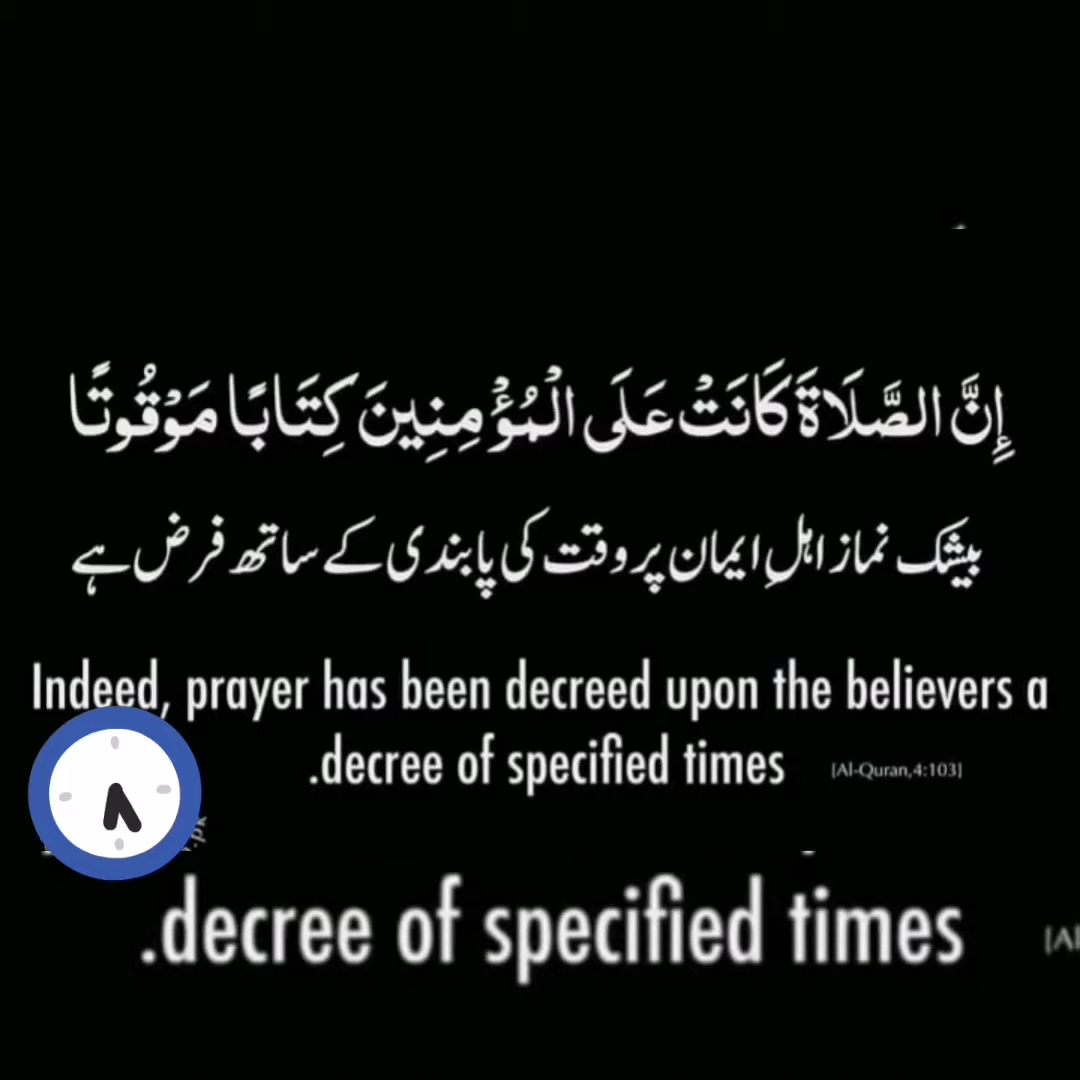 إِنَّ الصَّلَاةَ كَانَتْ عَلَى الْمُؤْمِنِينَ كِتَابًا مَوْقُوتًا
بیشک نماز اہلِ ایمان پر وقت کی پابندی کے ساتھ فرض ہے
Indeed, prayer has been decreed upon the believers a
.decree of specified times [Al-Quran,4:103]
.decree of specified times